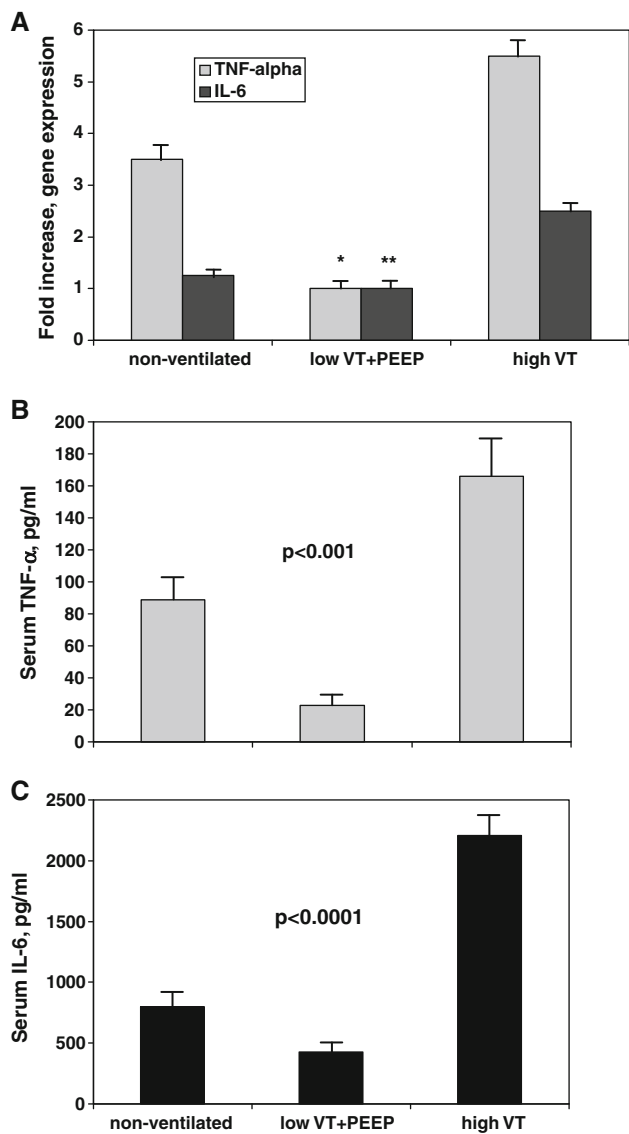 A
Fold increase, gene expression
6
5
4
3
2
1
0
TNF-alpha
IL-6
*
**
non-ventilated
low VT+PEEP
high VT
B
Serum TNF-α, pg/ml
200
180
160
140
120
100
80
60
40
20
0
p<0.001
C
Serum IL-6, pg/ml
2500
2000
1500
1000
500
0
p<0.0001
non-ventilated
low VT+PEEP
high VT